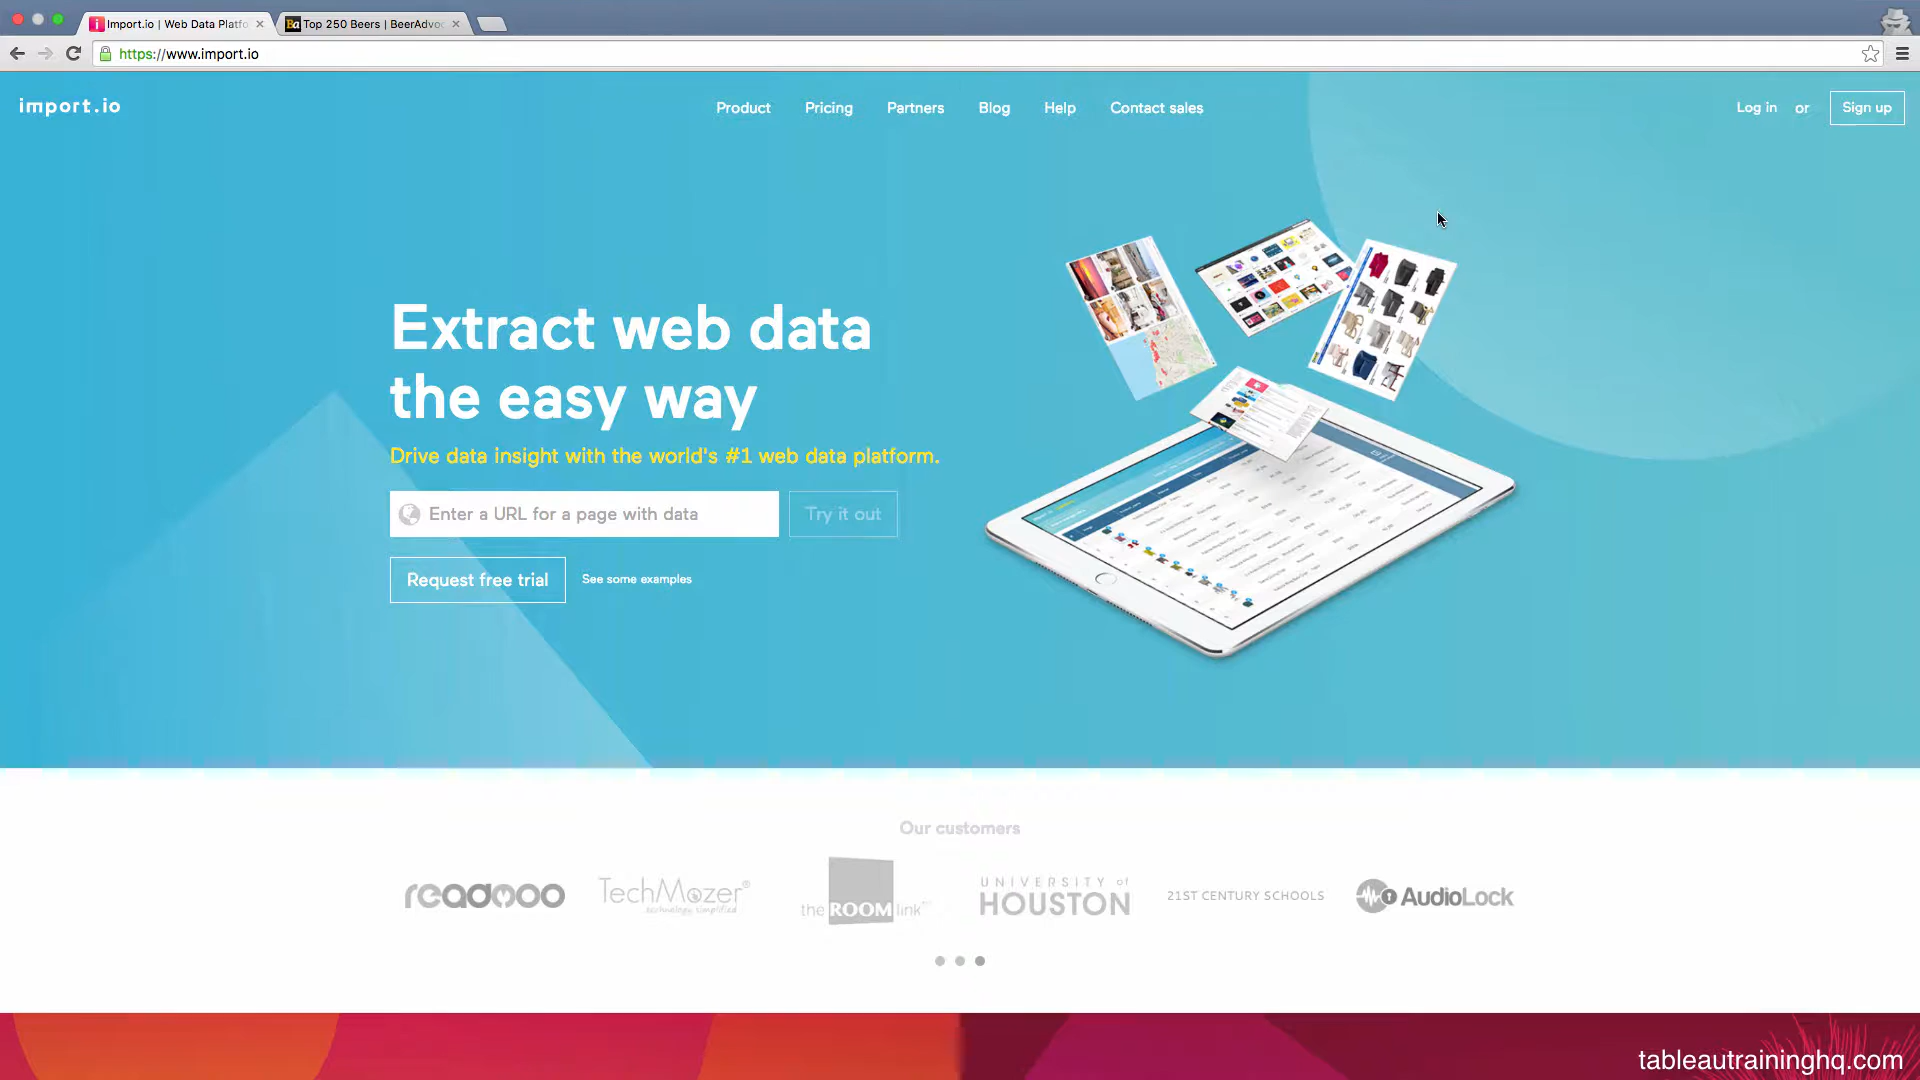 Import.io | Web Data Platfo
Top 250 Beers | BeerAdvoc
https://www.import.io
import.io
Product
Pricing
Partners
Blog
Help
Contact sales
Log in or Sign up
Extract web data
the easy way
Drive data insight with the world's #1 web data platform.
Enter a URL for a page with data
Try it out
Request free trial
See some examples
Our customers
readmoo
TechMozer®
technology simplified
the ROOM link™
UNIVERSITY of
HOUSTON
21ST CENTURY SCHOOLS
AudioLock
tableautraininghq.com